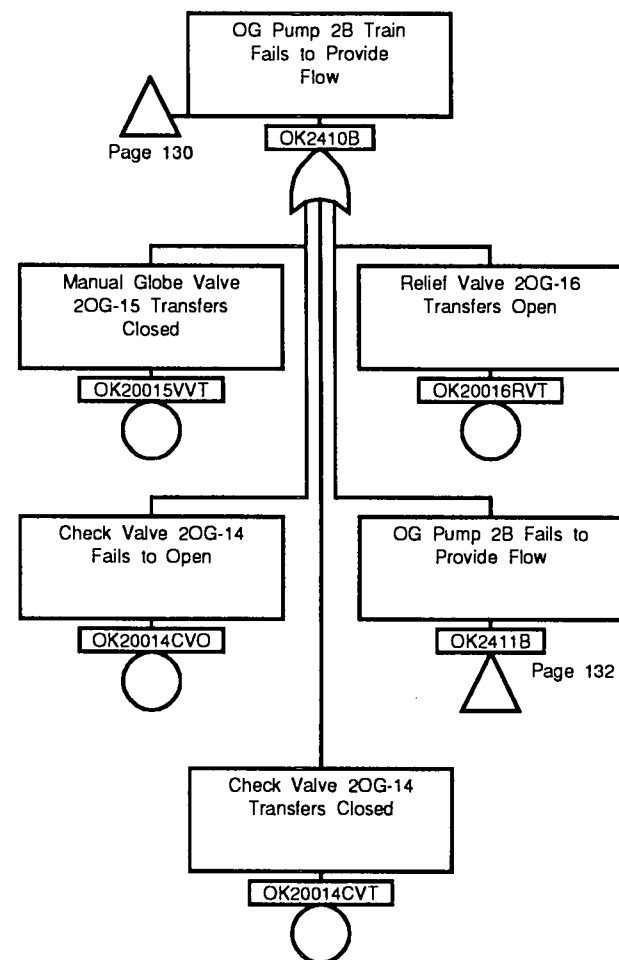 OG Pump 2B Train
Fails to Provide
Flow
Page 130
OK2410B
Manual Globe Valve
2OG-15 Transfers
Closed
OK20015VVT
Relief Valve 2OG-16
Transfers Open
OK20016RVT
Check Valve 2OG-14
Fails to Open
OK20014CVO
OG Pump 2B Fails to
Provide Flow
OK2411B
Page 132
Check Valve 2OG-14
Transfers Closed
OK20014CVT